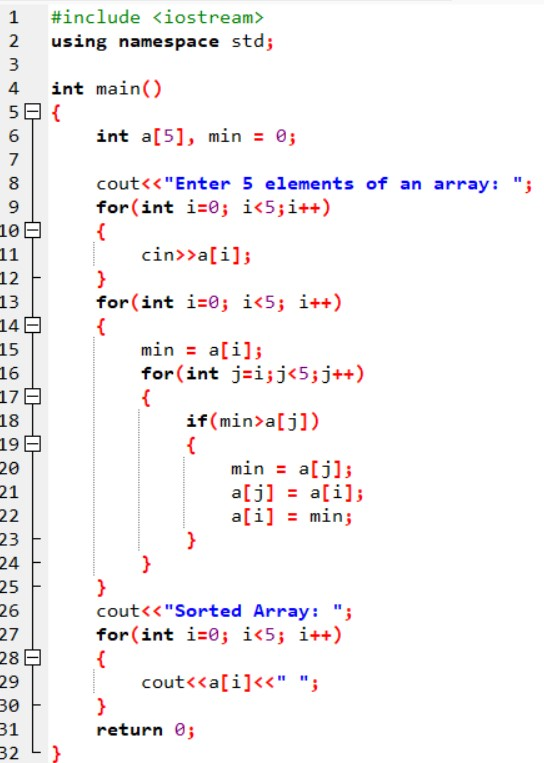 1 #include <iostream>
2 using namespace std;
3
4 int main()
5 {
6     int a[5], min = 0;
7
8     cout<<"Enter 5 elements of an array: ";
9     for(int i=0; i<5;i++)
10     {
11         cin>>a[i];
12     }
13     for(int i=0; i<5; i++)
14     {
15         min = a[i];
16         for(int j=i;j<5;j++)
17         {
18             if(min>a[j])
19             {
20                 min = a[j];
21                 a[j] = a[i];
22                 a[i] = min;
23             }
24         }
25     }
26     cout<<"Sorted Array: ";
27     for(int i=0; i<5; i++)
28     {
29         cout<<a[i]<<" ";
30     }
31     return 0;
32 }